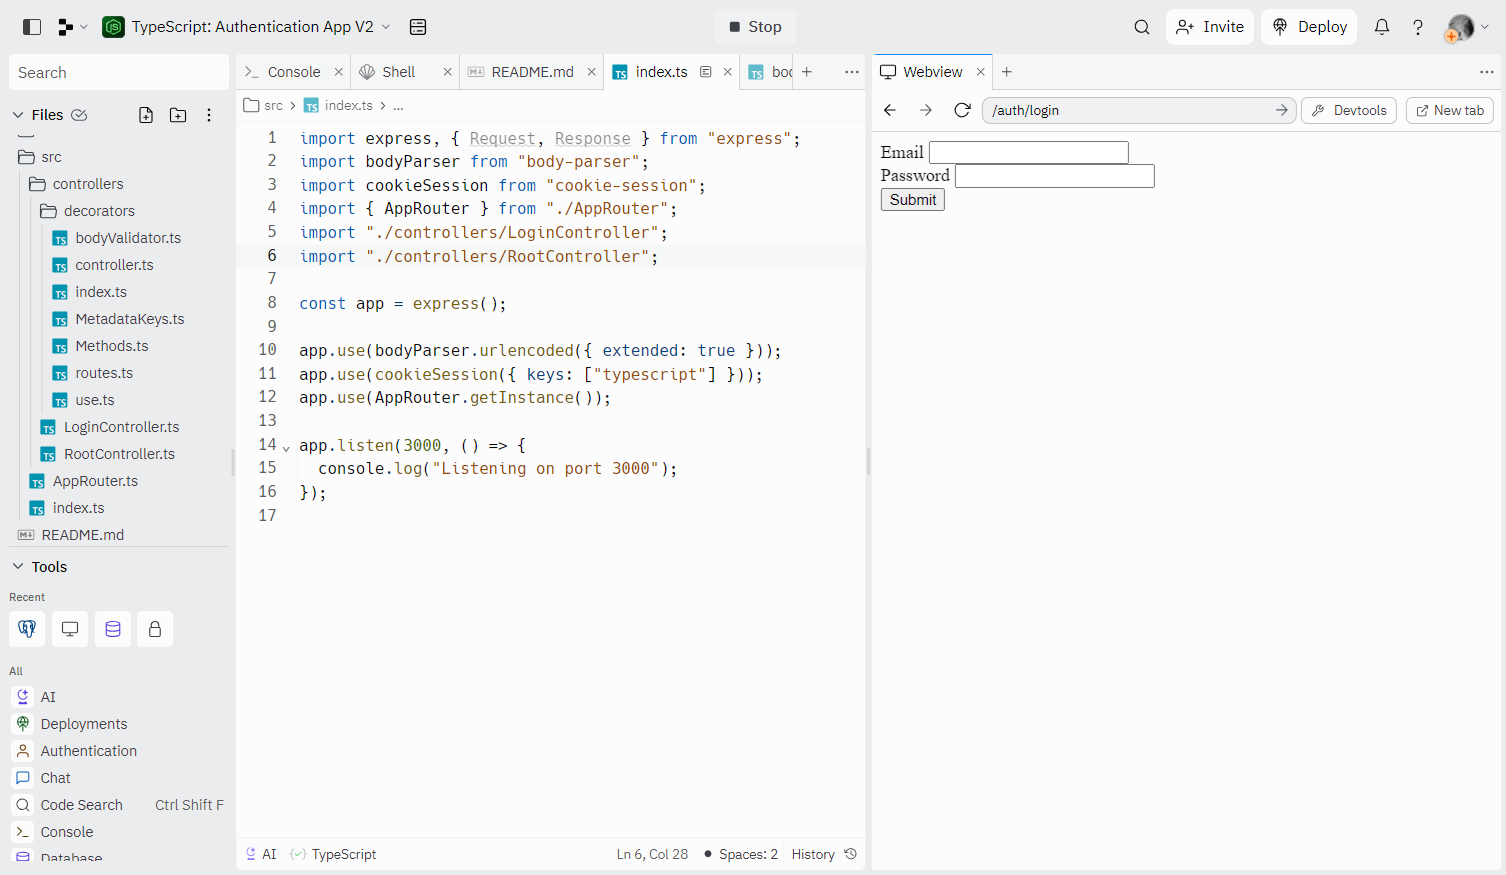 TypeScript: Authentication App V2
Stop
Invite
Deploy
Search
Files
src
controllers
decorators
bodyValidator.ts
controller.ts
index.ts
MetadataKeys.ts
Methods.ts
routes.ts
use.ts
LoginController.ts
RootController.ts
AppRouter.ts
index.ts
README.md
Tools
Recent
All
AI
Deployments
Authentication
Chat
Code Search Ctrl Shift F
Console
Database
Console
Shell
README.md
index.ts
boc
src > index.ts > ...
1 import express, { Request, Response } from "express";
2 import bodyParser from "body-parser";
3 import cookieSession from "cookie-session";
4 import { AppRouter } from "./AppRouter";
5 import "./controllers/LoginController";
6 import "./controllers/RootController";
7
8 const app = express();
9
10 app.use(bodyParser.urlencoded({ extended: true }));
11 app.use(cookieSession({ keys: ["typescript"] }));
12 app.use(AppRouter.getInstance());
13
14 app.listen(3000, () => {
15 console.log("Listening on port 3000");
16 });
17
AI TypeScript Ln 6, Col 28 Spaces: 2 History
Webview
/auth/login
Devtools
New tab
Email
Password
Submit